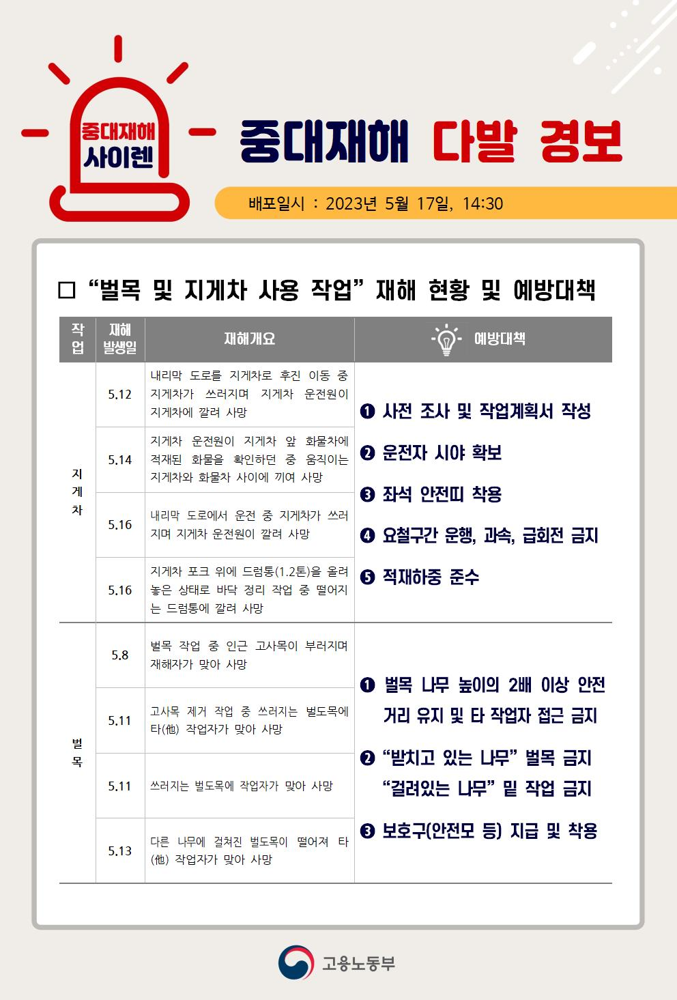 중대재해
사이렌
중대재해 다발 경보
배포일시 : 2023년 5월 17일, 14:30
□ “벌목 및 지게차 사용 작업” 재해 현황 및 예방대책
작
업
재해
발생일
재해개요
예방대책
지
게
차
5.12
내리막 도로를 지게차로 후진 이동 중
지게차가 쓰러지며 지게차 운전원이
지게차에 깔려 사망
5.14
지게차 운전원이 지게차 앞 화물차에
적재된 화물을 확인하던 중 움직이는
지게차와 화물차 사이에 끼여 사망
5.16
내리막 도로에서 운전 중 지게차가 쓰러
지며 지게차 운전원이 깔려 사망
5.16
지게차 포크 위에 드럼통(1.2톤)을 올려
놓은 상태로 바닥 정리 작업 중 떨어지
는 드럼통에 깔려 사망
❶ 사전 조사 및 작업계획서 작성
❷ 운전자 시야 확보
❸ 좌석 안전띠 착용
❹ 요철구간 운행, 과속, 급회전 금지
❺ 적재하중 준수
벌
목
5.8
벌목 작업 중 인근 고사목이 부러지며
재해자가 맞아 사망
5.11
고사목 제거 작업 중 쓰러지는 벌도목에
타(他) 작업자가 맞아 사망
5.11
쓰러지는 벌도목에 작업자가 맞아 사망
5.13
다른 나무에 걸쳐진 벌도목이 떨어져 타
(他) 작업자가 맞아 사망
❶ 벌목 나무 높이의 2배 이상 안전
거리 유지 및 타 작업자 접근 금지
❷ “받치고 있는 나무” 벌목 금지
“걸려있는 나무” 밑 작업 금지
❸ 보호구(안전모 등) 지급 및 착용
고용노동부